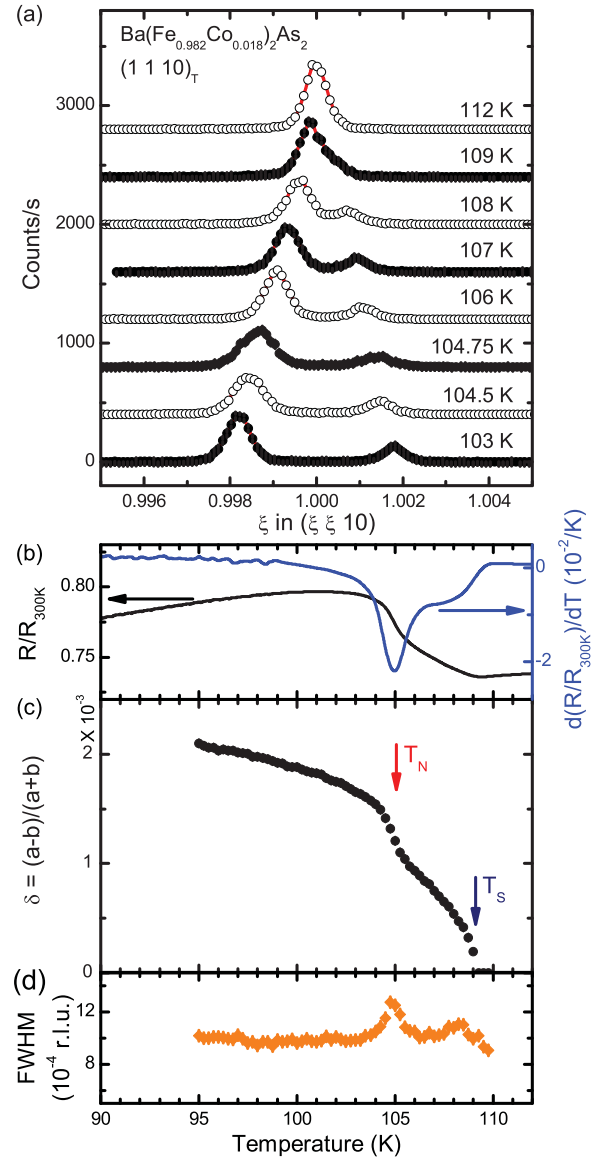 (a)
Ba(Fe0.982Co0.018)2As2
(1 1 10)T
3000
2000
1000
0
Counts/s
112 K
109 K
108 K
107 K
106 K
104.75 K
104.5 K
103 K
0.996 0.998 1.000 1.002 1.004
ξ in (ξ ξ 10)
(b)
0.80
0.75
R/R300K
0
-2
d(R/R300K)/dT (10-2/K)
(c)
X 10-3
2
1
0
δ = (a-b)/(a+b)
TN
TS
(d)
12
8
FWHM
(10-4 r.l.u.)
90 95 100 105 110
Temperature (K)